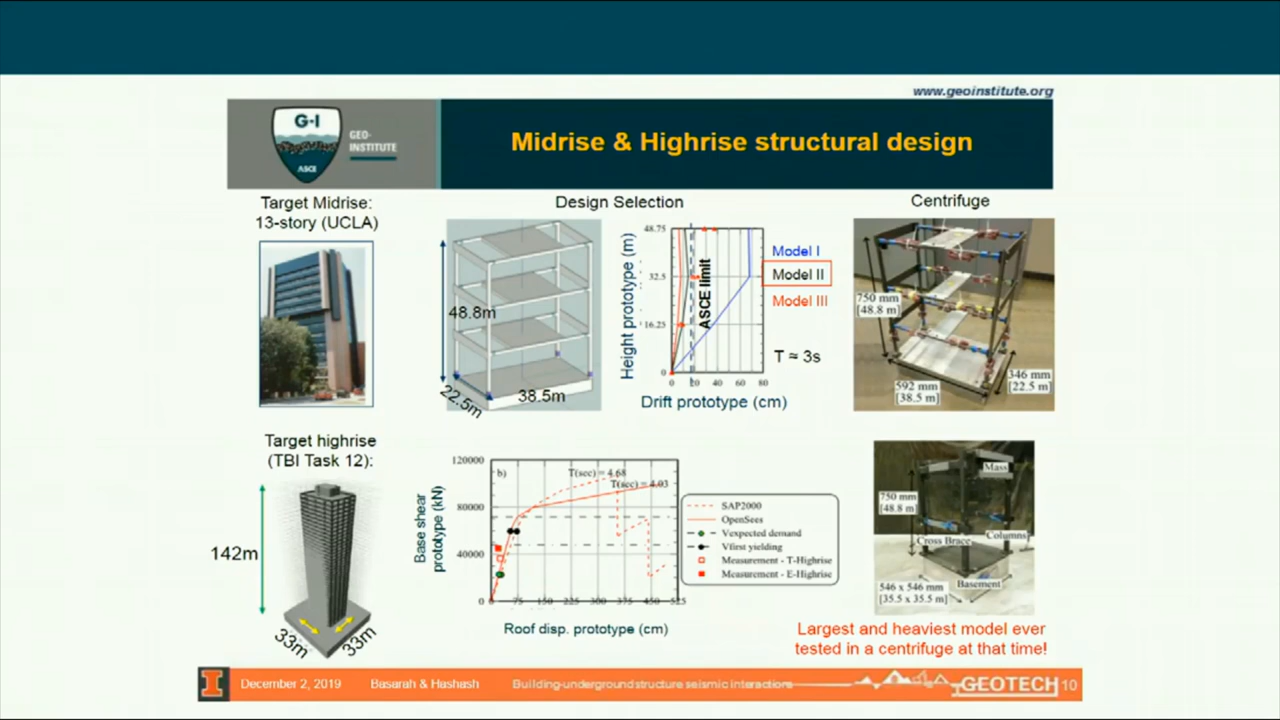 www.geoinstitute.org
G-I
GEO-
INSTITUTE
ASCE
Midrise & Highrise structural design
Target Midrise:
13-story (UCLA)
Design Selection
Centrifuge
48.8m
22.5m
38.5m
Height prototype (m)
48.75
32.5
16.25
0
0 20 40 60 80
ASCE limit
Drift prototype (cm)
Model I
Model II
Model III
T ≈ 3s
750 mm
[48.8 m]
592 mm
[38.5 m]
346 mm
[22.5 m]
Target highrise
(TBI Task 12):
142m
33m
33m
Base shear
prototype (kN)
120000
80000
40000
0
b)
T(sec) = 4.68
T(sec) = 4.03
0 75 150 225 300 375 450 525
Roof disp. prototype (cm)
SAP2000
OpenSees
Vexpected demand
Vfirst yielding
Measurement - T-Highrise
Measurement - E-Highrise
Mass
750 mm
[48.8 m]
Cross Brace
Columns
Basement
546 x 546 mm
[35.5 x 35.5 m]
Largest and heaviest model ever
tested in a centrifuge at that time!
I
December 2, 2019
Basarah & Hashash
Building-underground structure seismic interactions
GEOTECH
10